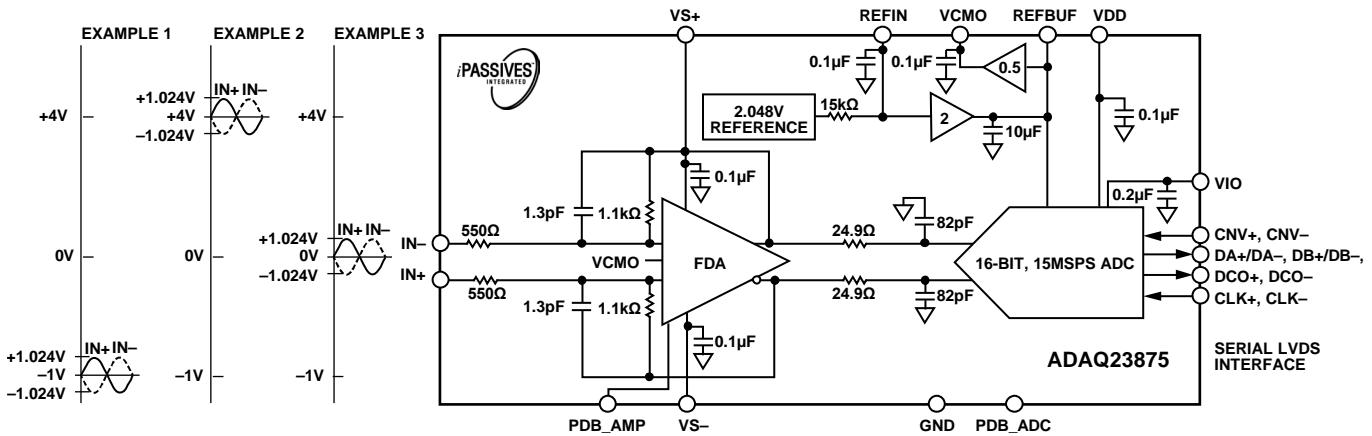 EXAMPLE 1
EXAMPLE 2
EXAMPLE 3
+4V
0V
+1.024V
–1V
–1.024V
IN+ IN–
+1.024V
+4V
–1.024V
IN+ IN–
0V
–1V
+4V
+1.024V
0V
–1.024V
IN+ IN–
–1V
iPASSIVES™
INTEGRATED
VS+
REFIN
VCMO
REFBUF
VDD
0.1µF
0.1µF
0.5
2.048V
REFERENCE
15kΩ
2
10µF
0.1µF
0.1µF
1.3pF
1.1kΩ
0.2µF
VIO
IN–
550Ω
VCMO
FDA
24.9Ω
82pF
16-BIT, 15MSPS ADC
CNV+, CNV–
DA+/DA–, DB+/DB–,
DCO+, DCO–
CLK+, CLK–
IN+
550Ω
1.3pF
1.1kΩ
24.9Ω
82pF
0.1µF
ADAQ23875
SERIAL LVDS
INTERFACE
PDB_AMP
VS–
GND
PDB_ADC